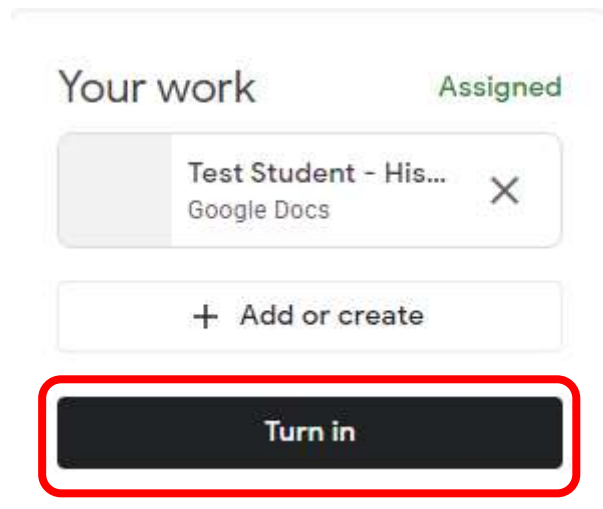 Your work
Assigned
Test Student - His...
Google Docs
+ Add or create
Turn in